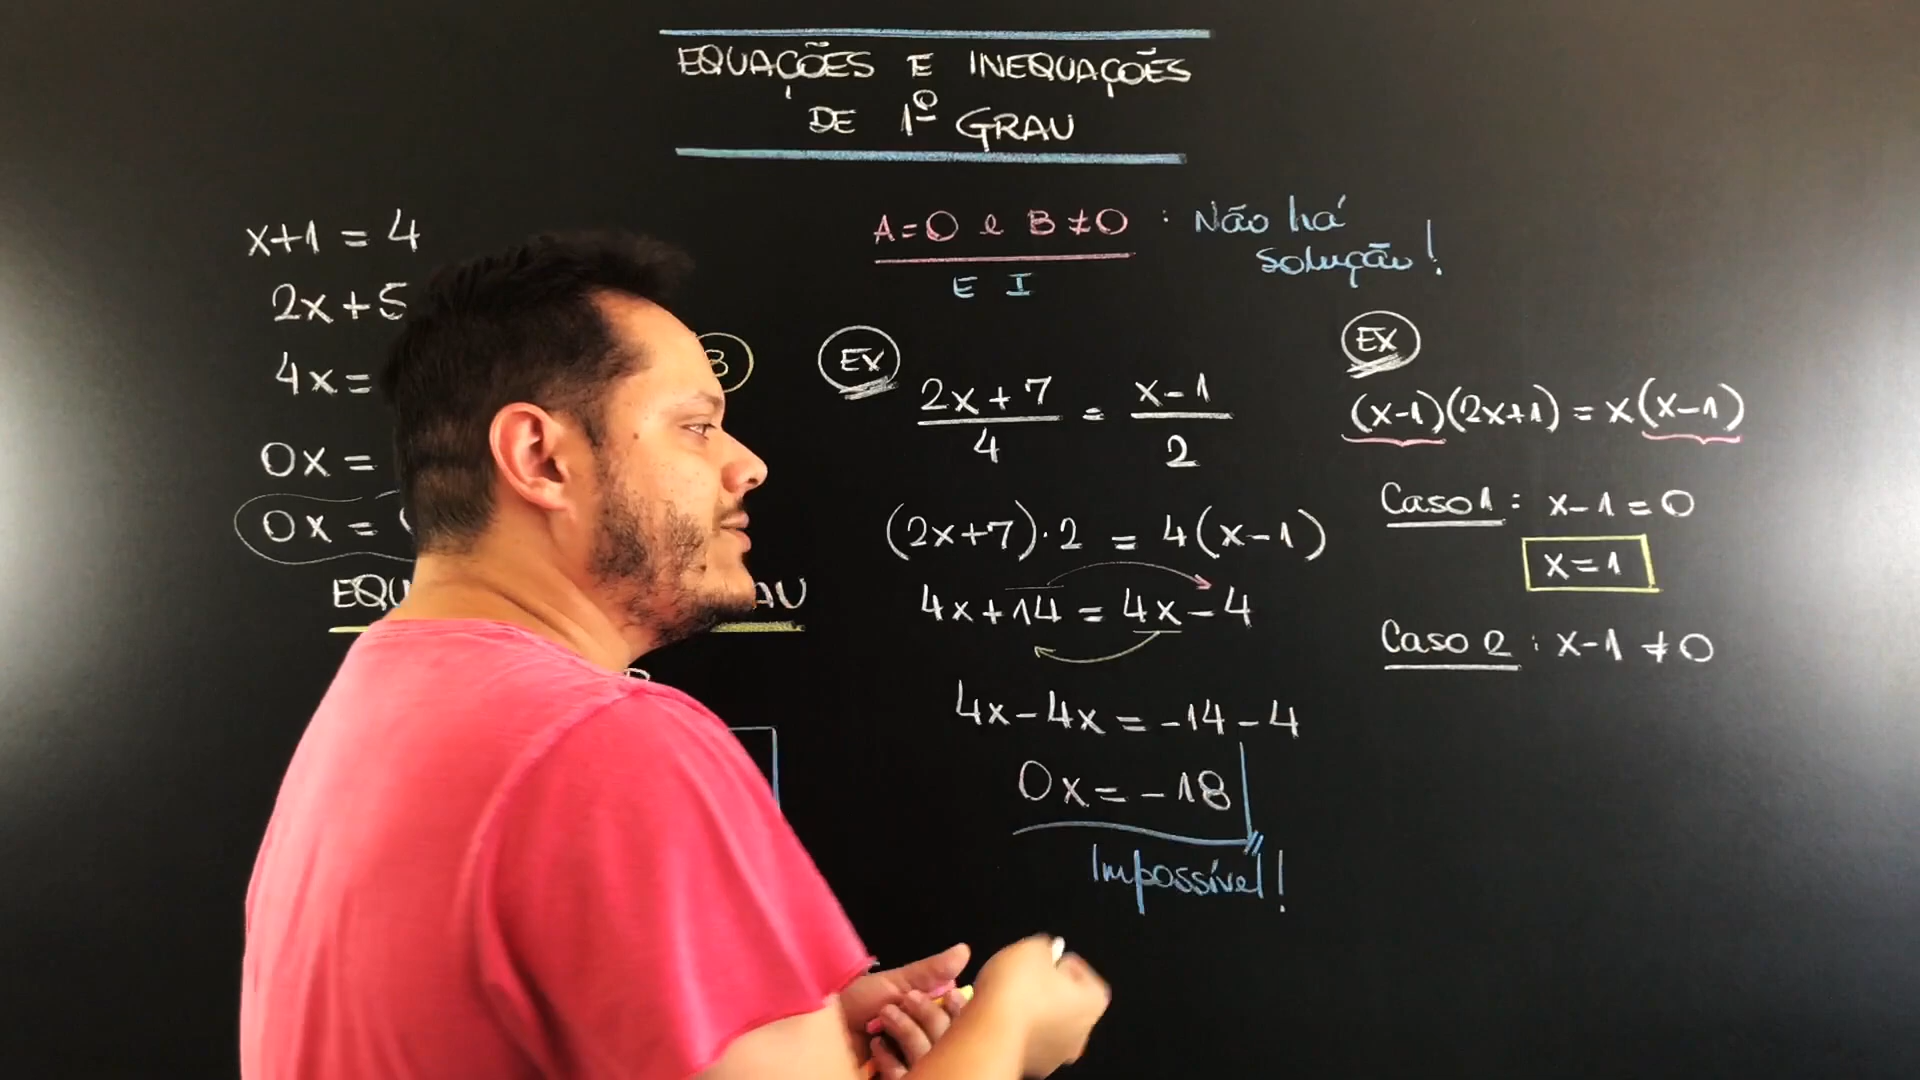 EQUAÇÕES E INEQUAÇÕES
DE 1º GRAU
x+1 = 4
2x+5
4x=
0x=
0x=
A=0 e B≠0 : Não há
solução!
E I
EX
2x+7/4 = x-1/2
(2x+7)·2 = 4(x-1)
4x+14 = 4x-4
4x-4x = -14-4
0x = -18
Impossível!
EX
(x-1)(2x+1) = x(x-1)
Caso 1: x-1=0
x=1
Caso 2: x-1≠0